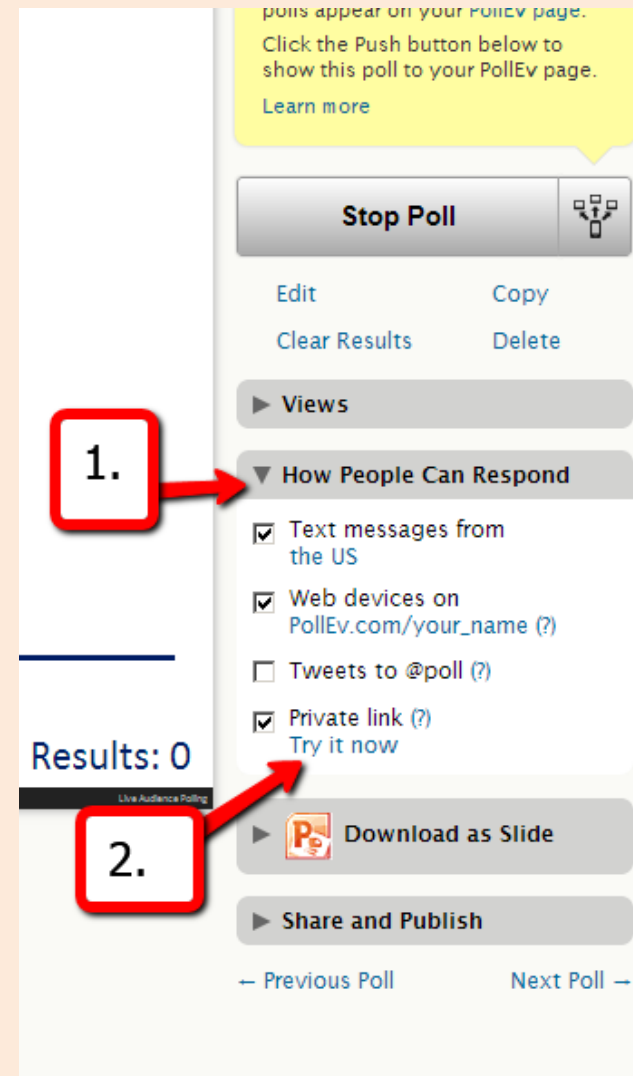 polls appear on your PollEv page.
Click the Push button below to
show this poll to your PollEv page.
Learn more
Stop Poll
Edit Copy
Clear Results Delete
▶ Views
1.
▼ How People Can Respond
Text messages from
the US
Web devices on
PollEv.com/your_name (?)
Tweets to @poll (?)
Private link (?)
Try it now
Results: 0
Live Audience Polling
2.
▶ Download as Slide
▶ Share and Publish
← Previous Poll Next Poll →